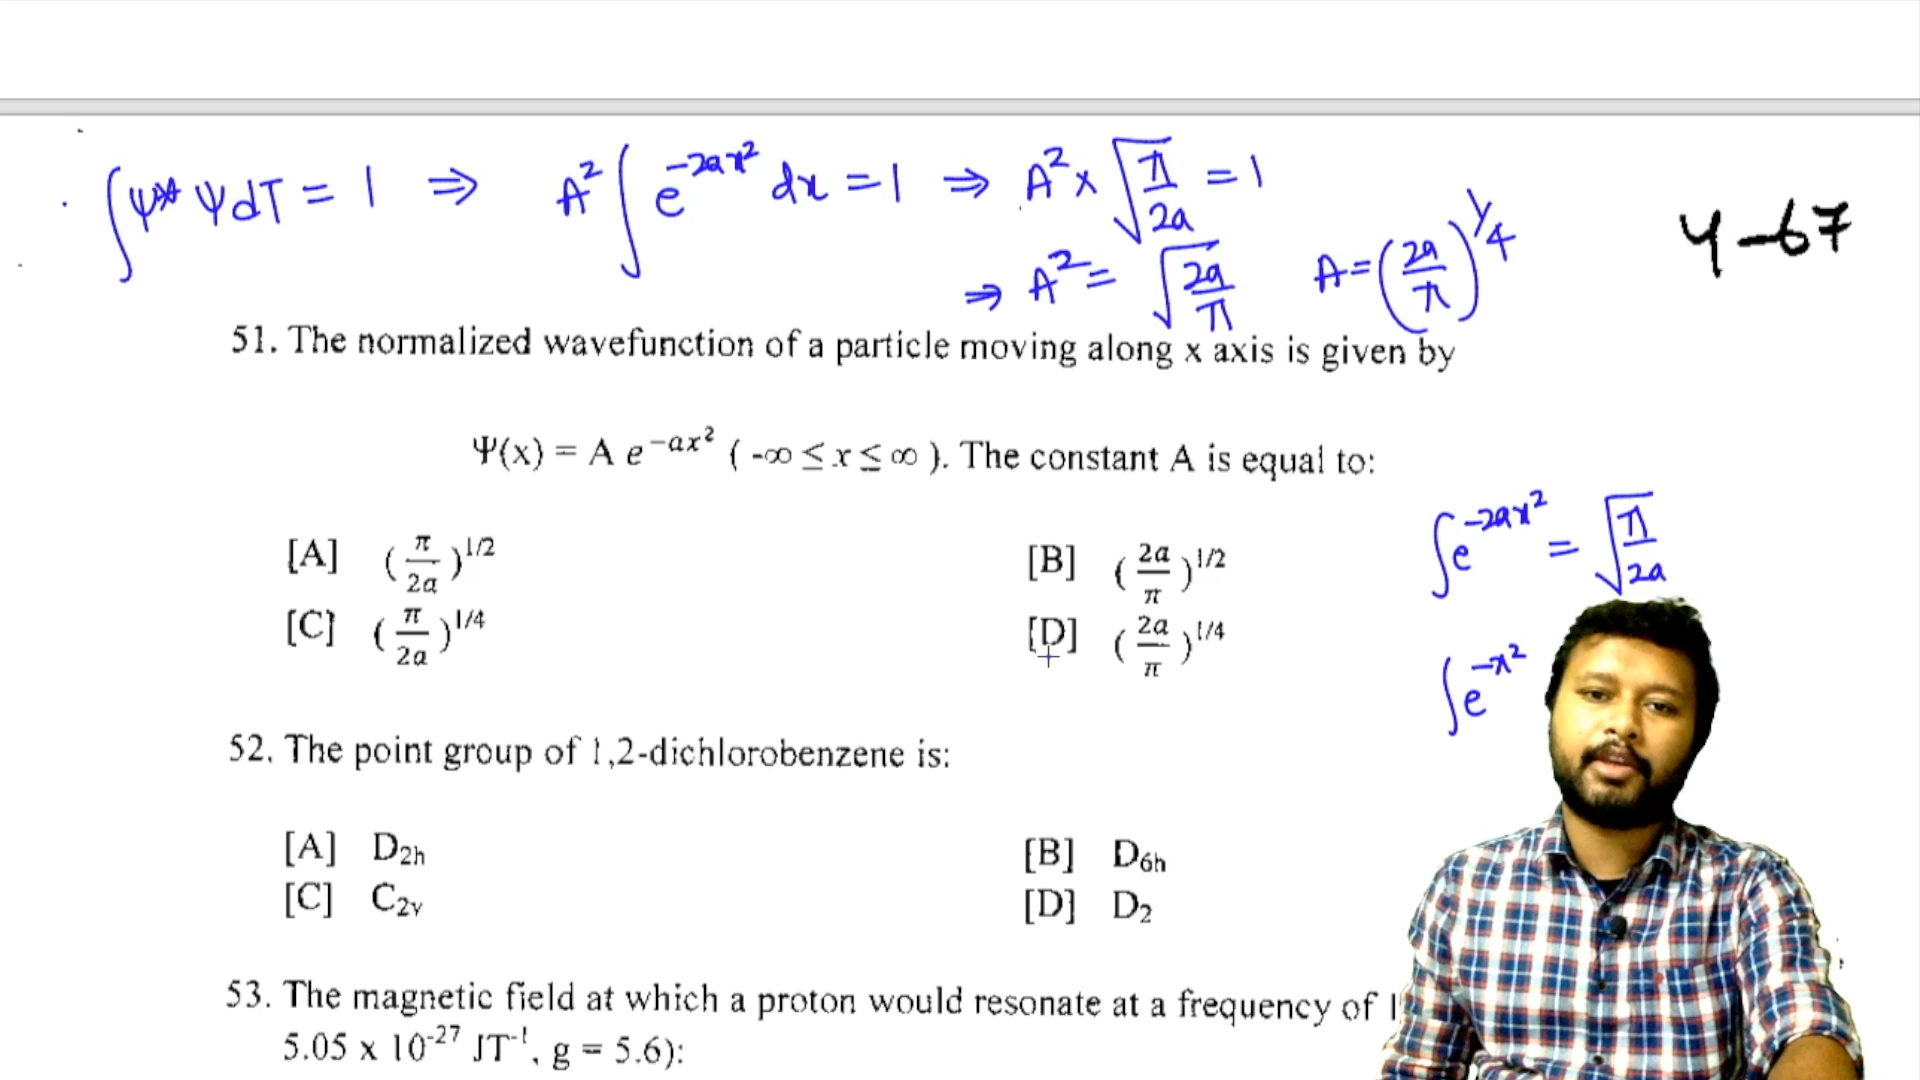 ∫ψ* ψdτ = 1 ⇒ A² ∫ e^{-2ax²} dx = 1 ⇒ A² x √(π/2a) = 1
4-67
⇒ A² = √(2a/π) A = (2a/π)^{1/4}
51. The normalized wavefunction of a particle moving along x axis is given by
Ψ(x) = A e^{-ax²} ( -∞ ≤ x ≤ ∞ ). The constant A is equal to:
∫e^{-2ax²} = √(π/2a)
[A] (π/2a)^{1/2} [B] (2a/π)^{1/2}
[C] (π/2a)^{1/4} [D] (2a/π)^{1/4}
∫e^{-x²}
52. The point group of 1,2-dichlorobenzene is:
[A] D2h [B] D6h
[C] C2v [D] D2
53. The magnetic field at which a proton would resonate at a frequency of
5.05 x 10^{-27} JT^{-1}, g = 5.6):